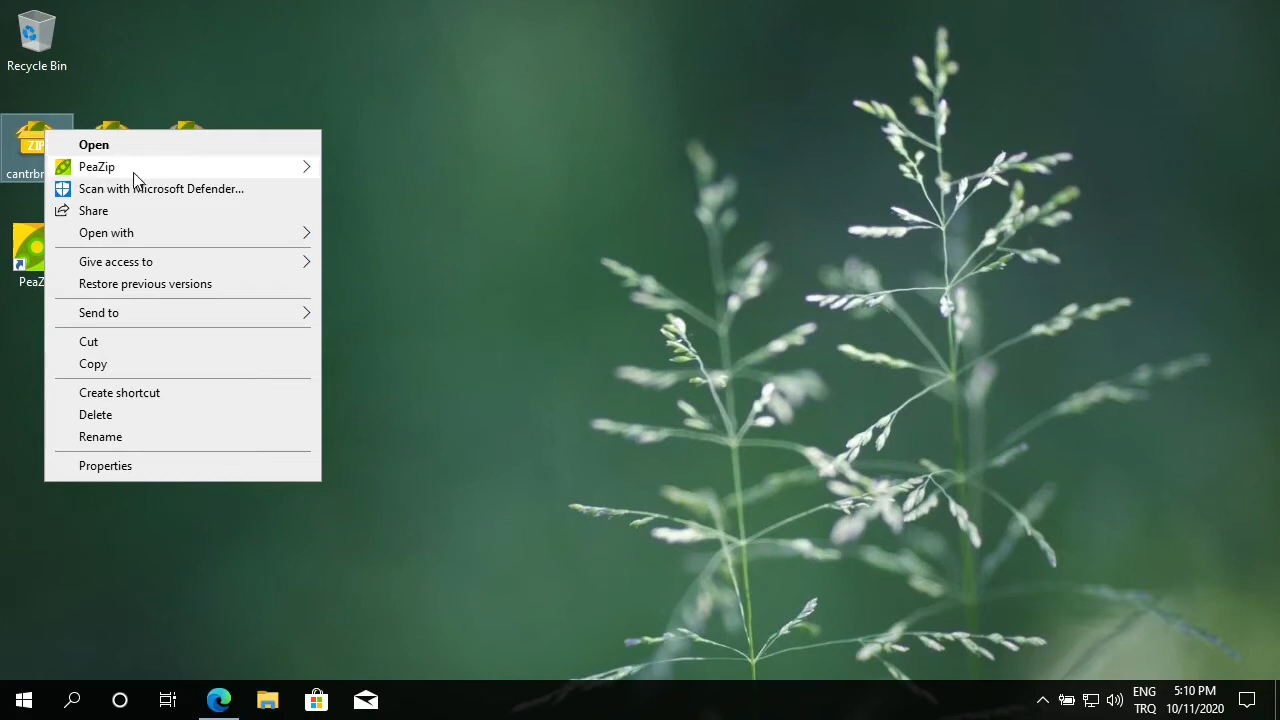 Recycle Bin
ZIP
cantrbr
PeaZ
Open
PeaZip
Scan with Microsoft Defender...
Share
Open with
Give access to
Restore previous versions
Send to
Cut
Copy
Create shortcut
Delete
Rename
Properties
ENG
TRQ
5:10 PM
10/11/2020